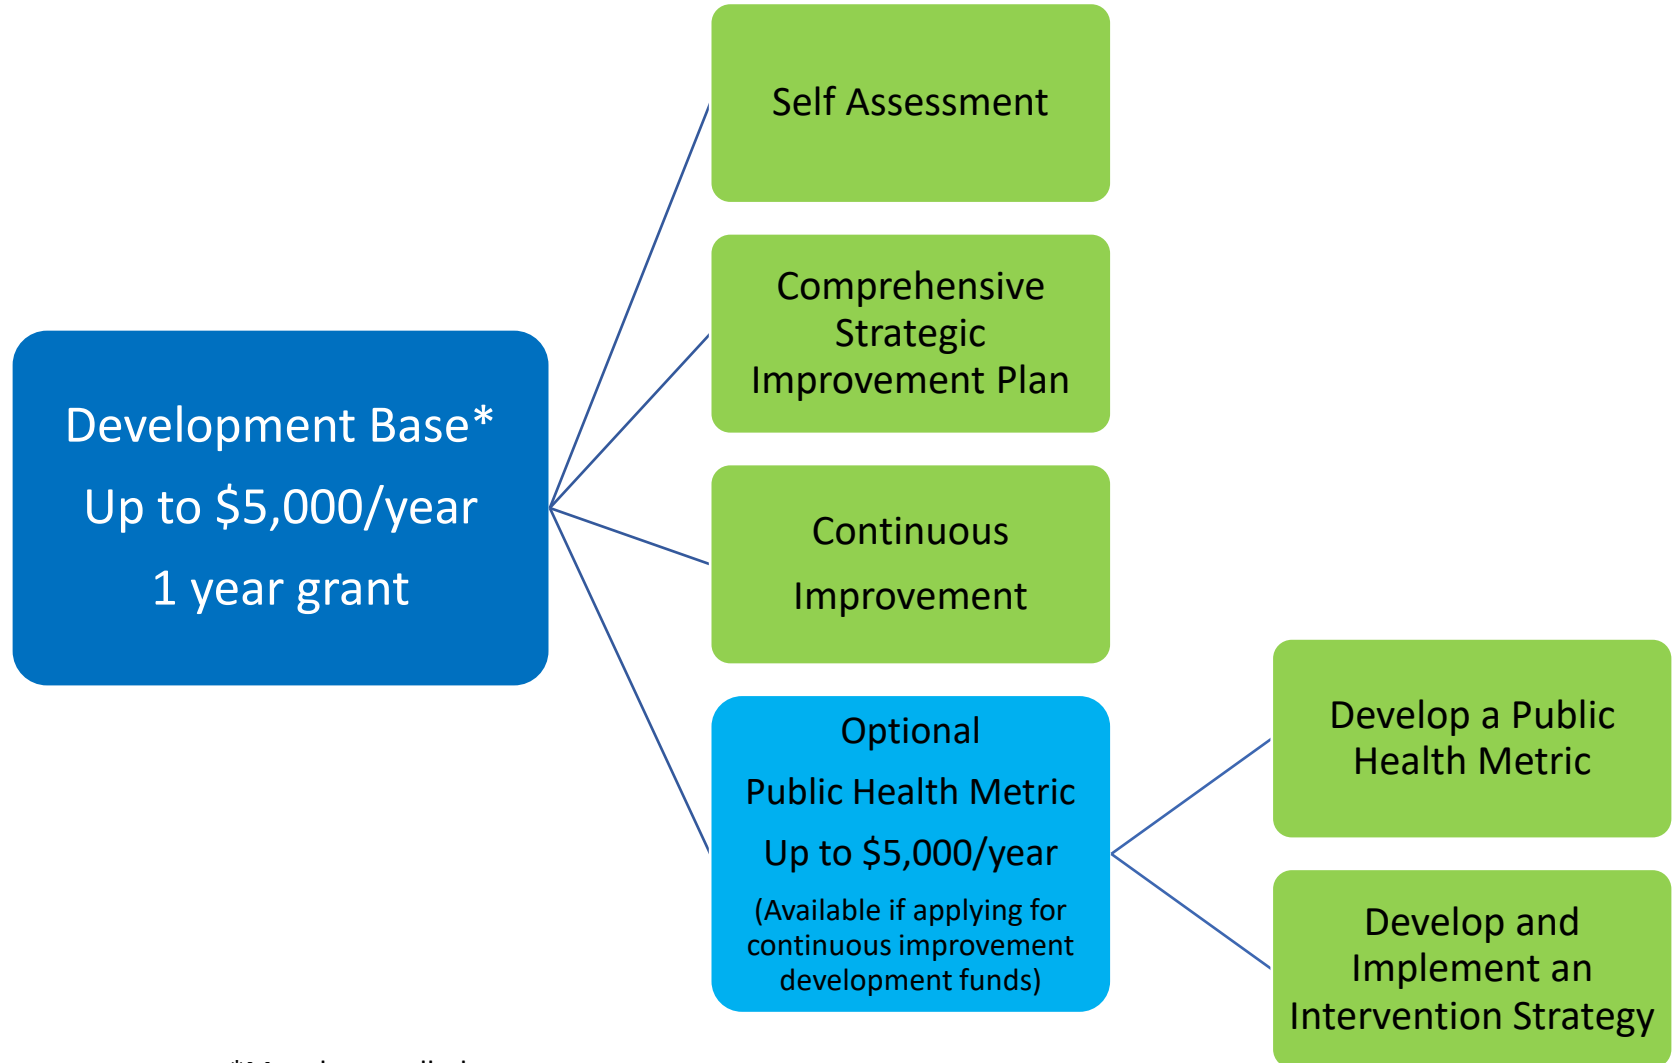 Self Assessment
Comprehensive
Strategic
Improvement Plan
Development Base*
Up to $5,000/year
1 year grant
Continuous
Improvement
Optional
Public Health Metric
Up to $5,000/year
(Available if applying for
continuous improvement
development funds)
Develop a Public
Health Metric
Develop and
Implement an
Intervention Strategy